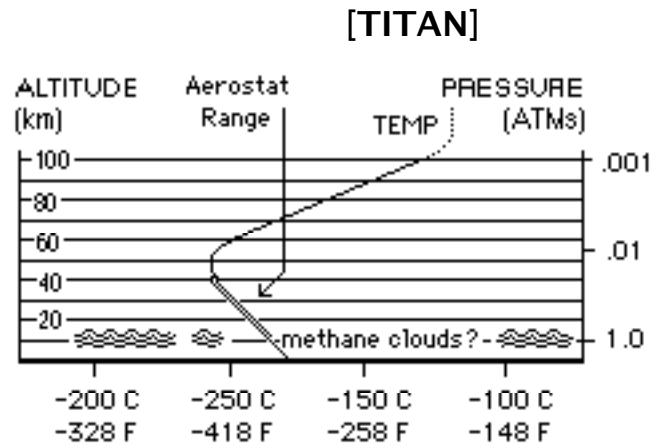 [TITAN]
ALTITUDE Aerostat PRESSURE
(km) Range TEMP (ATMs)
100 .001
80
60 .01
40
20
methane clouds? 1.0
-200 C -250 C -150 C -100 C
-328 F -418 F -258 F -148 F